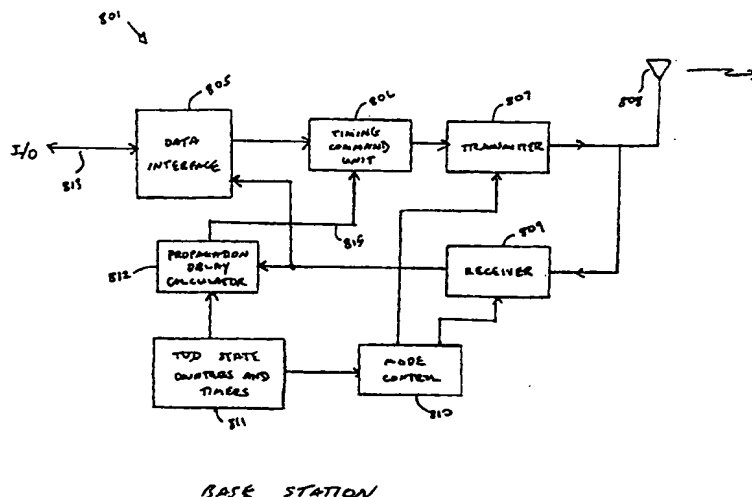 801
805
806
807
808
I/O
813
DATA
INTERFACE
TIMING
COMMAND
UNIT
TRANSMITTER
815
809
812
PROPAGATION
DELAY
CALCULATOR
RECEIVER
TDD STATE
COUNTERS AND
TIMERS
811
MODE
CONTROL
810
BASE STATION